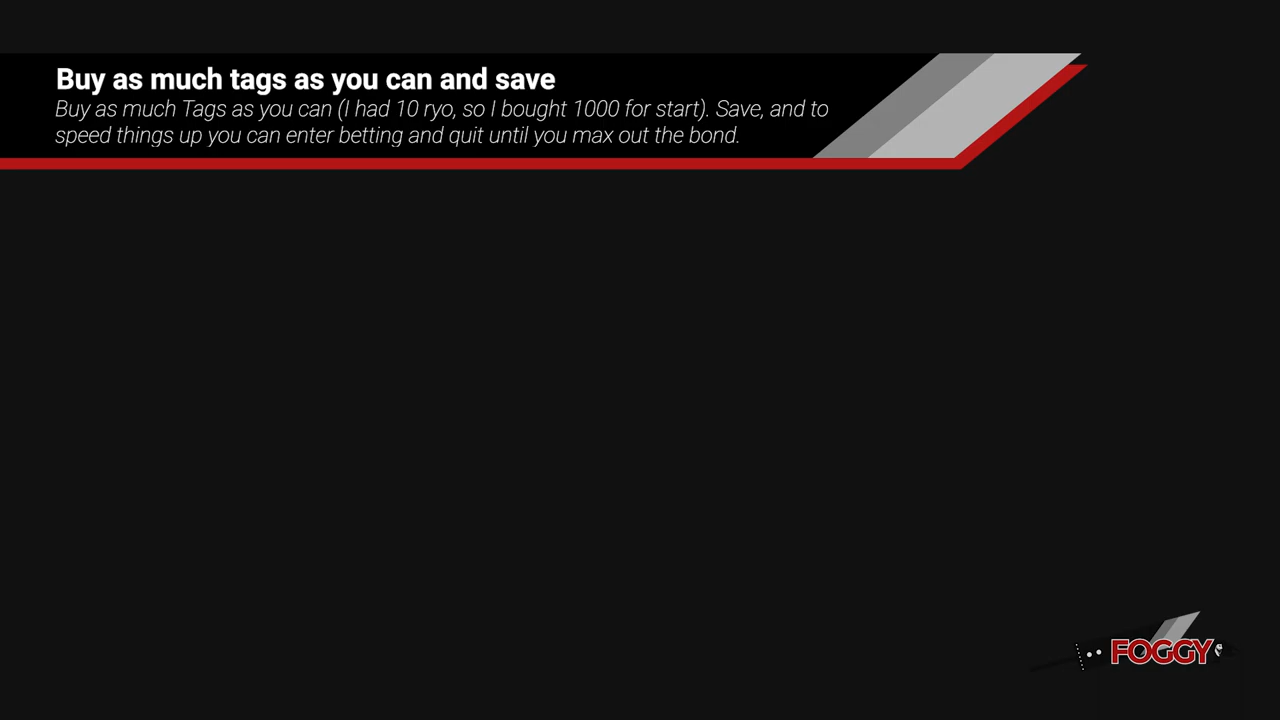 Buy as much tags as you can and save
Buy as much Tags as you can (I had 10 ryo, so I bought 1000 for start). Save, and to
speed things up you can enter betting and quit until you max out the bond.
FOGGY